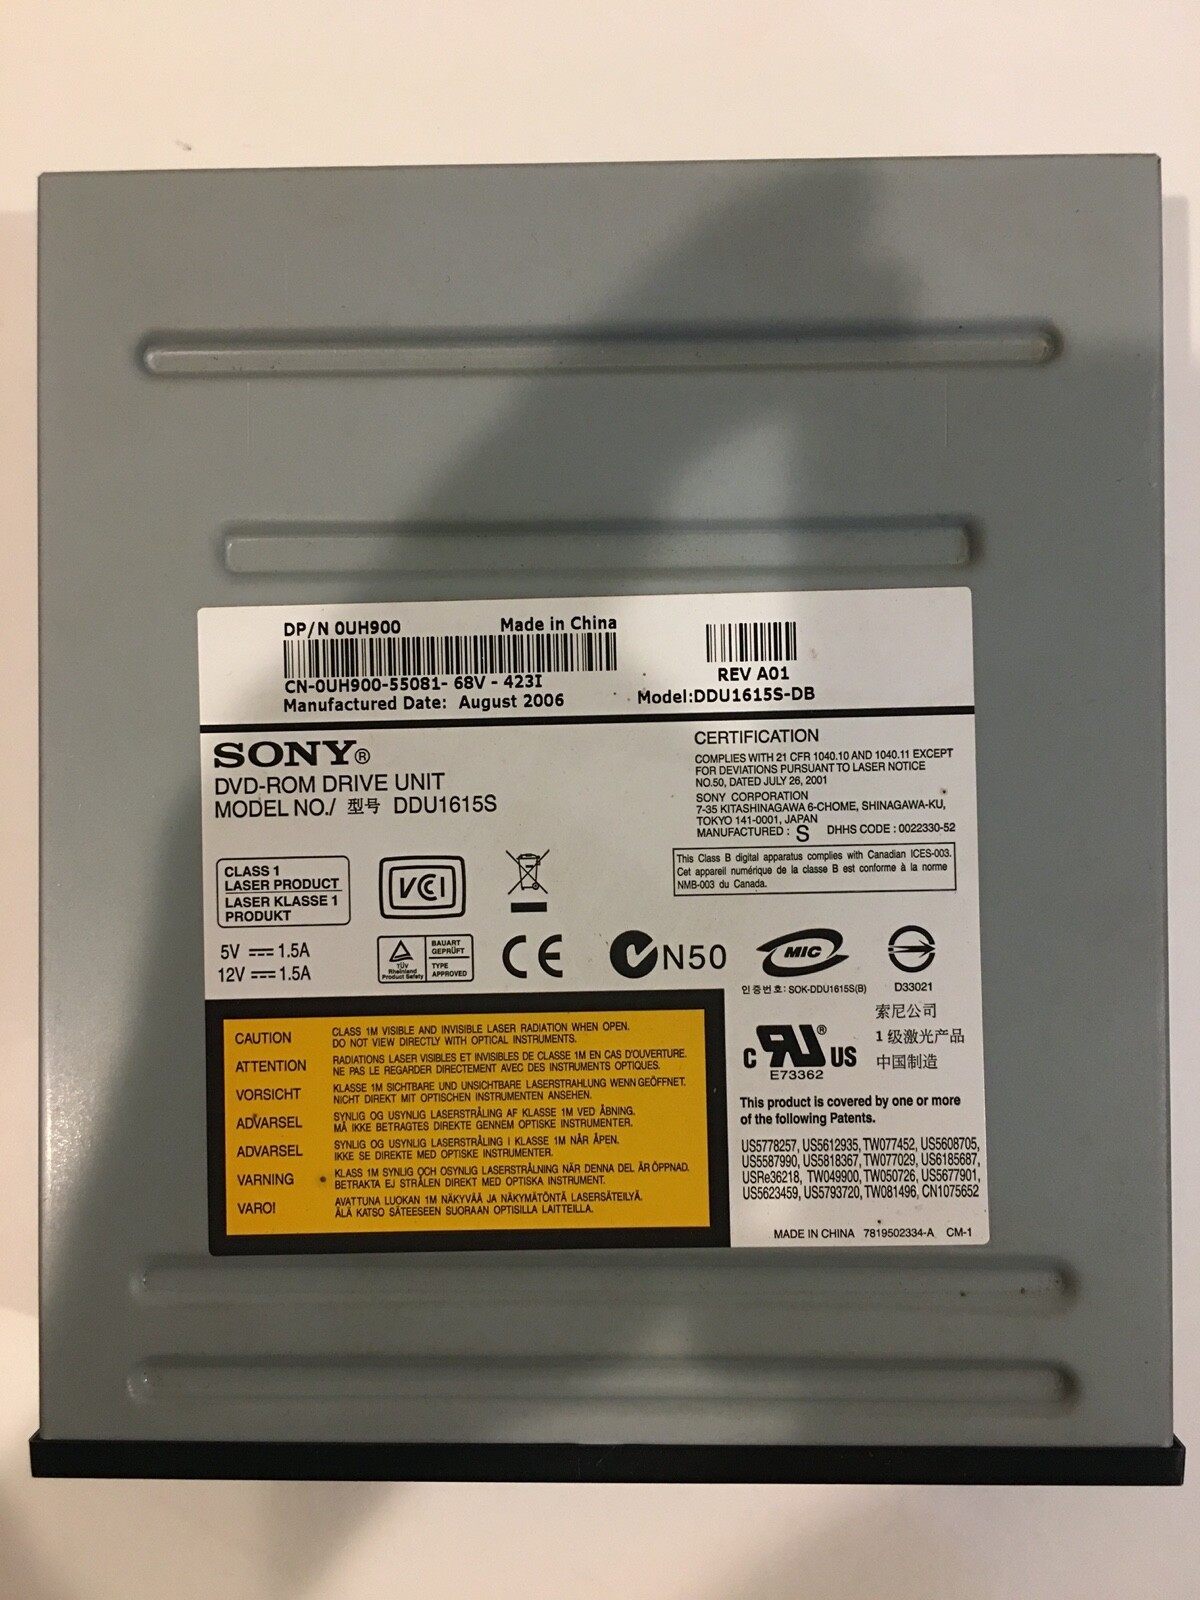 DP/N 0UH900 Made in China
CN-0UH900-55081- 68V - 423I
Manufactured Date: August 2006
REV A01
Model:DDU1615S-DB
SONY®
DVD-ROM DRIVE UNIT
MODEL NO./ 型号 DDU1615S
CERTIFICATION
COMPLIES WITH 21 CFR 1040.10 AND 1040.11 EXCEPT
FOR DEVIATIONS PURSUANT TO LASER NOTICE
NO.50, DATED JULY 26, 2001
SONY CORPORATION
7-35 KITASHINAGAWA 6-CHOME, SHINAGAWA-KU,
TOKYO 141-0001, JAPAN
MANUFACTURED : S DHHS CODE : 0022330-52
This Class B digital apparatus complies with Canadian ICES-003.
Cet appareil numérique de la classe B est conforme à la norme
NMB-003 du Canada.
CLASS 1
LASER PRODUCT
LASER KLASSE 1
PRODUKT
VCCI
5V ⎓ 1.5A
12V ⎓ 1.5A
TÜV
Rheinland
Product Safety
BAUART
GEPRÜFT
TYPE
APPROVED
CE
N50
MIC
인증번호: SOK-DDU1615S(B)
D33021
索尼公司
1 级激光产品
中国制造
c RU® US
E73362
This product is covered by one or more
of the following Patents.
US5778257, US5612935, TW077452, US5608705,
US5587990, US5818367, TW077029, US6185687,
USRe36218, TW049900, TW050726, US5677901,
US5623459, US5793720, TW081496, CN1075652
MADE IN CHINA 7819502334-A CM-1
CAUTION CLASS 1M VISIBLE AND INVISIBLE LASER RADIATION WHEN OPEN.
DO NOT VIEW DIRECTLY WITH OPTICAL INSTRUMENTS.
ATTENTION RADIATIONS LASER VISIBLES ET INVISIBLES DE CLASSE 1M EN CAS D'OUVERTURE.
NE PAS LE REGARDER DIRECTEMENT AVEC DES INSTRUMENTS OPTIQUES.
VORSICHT KLASSE 1M SICHTBARE UND UNSICHTBARE LASERSTRAHLUNG WENN GEÖFFNET.
NICHT DIREKT MIT OPTISCHEN INSTRUMENTEN ANSEHEN.
ADVARSEL SYNLIG OG USYNLIG LASERSTRÅLING AF KLASSE 1M VED ÅBNING.
MÅ IKKE BETRAGTES DIREKTE GENNEM OPTISKE INSTRUMENTER.
ADVARSEL SYNLIG OG USYNLIG LASERSTRÅLING I KLASSE 1M NÅR ÅPEN.
IKKE SE DIREKTE MED OPTISKE INSTRUMENTER.
VARNING KLASS 1M SYNLIG OCH OSYNLIG LASERSTRÅLNING NÄR DENNA DEL ÄR ÖPPNAD.
BETRAKTA EJ STRÅLEN DIREKT MED OPTISKA INSTRUMENT.
VARO! AVATTUNA LUOKAN 1M NÄKYVÄÄ JA NÄKYMÄTÖNTÄ LASERSÄTEILYÄ.
ÄLÄ KATSO SÄTEESEEN SUORAAN OPTISILLA LAITTEILLA.